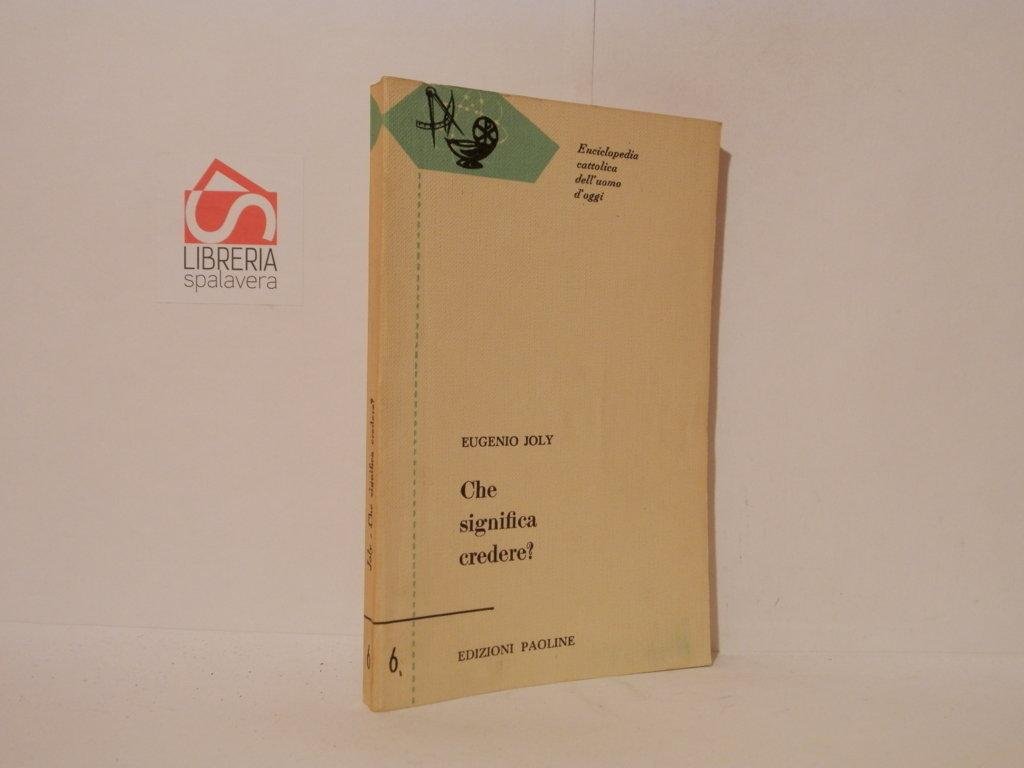 LIBRERIA
spalavera
Enciclopedia
cattolica
dell'uomo
d'oggi
EUGENIO JOLY
Che
significa
credere?
EDIZIONI PAOLINE
6.
Joly - Che significa credere?
6